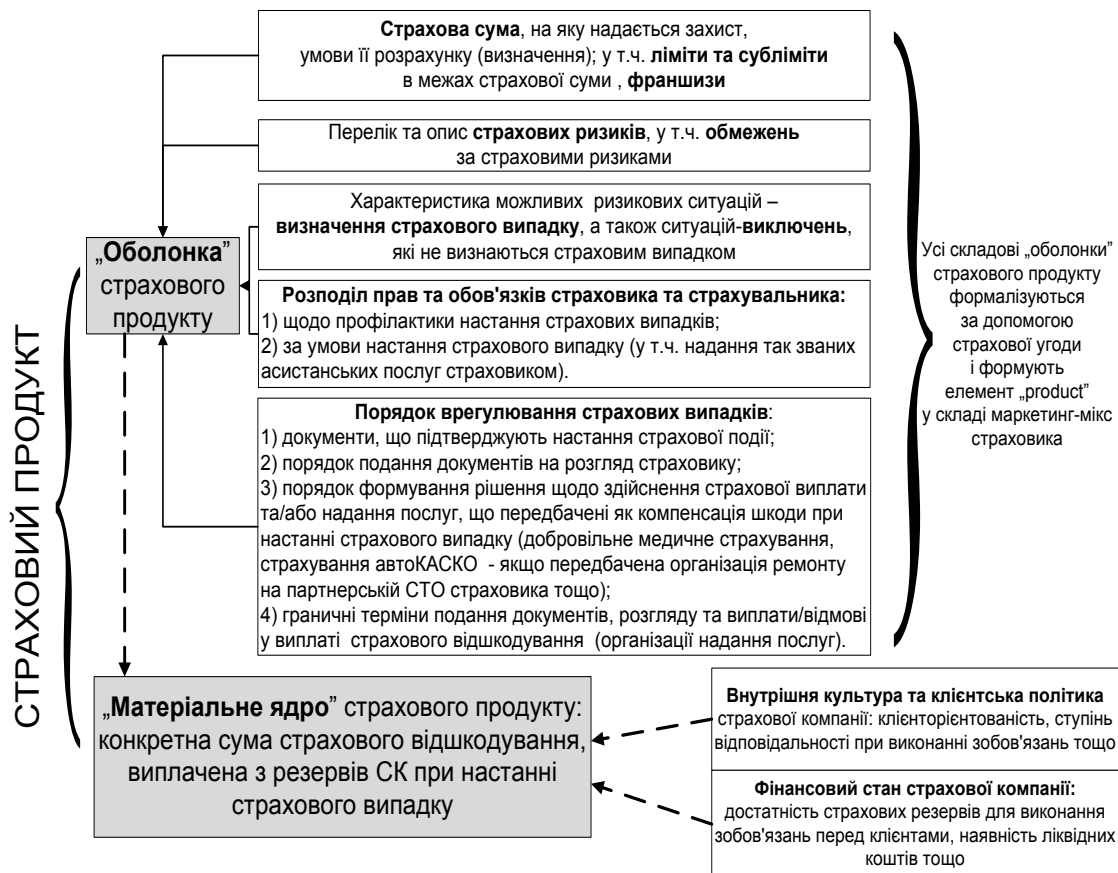 СТРАХОВИЙ ПРОДУКТ
Страхова сума, на яку надається захист,
умови її розрахунку (визначення); у т.ч. ліміти та субліміти
в межах страхової суми , франшизи
Перелік та опис страхових ризиків, у т.ч. обмежень
за страховими ризиками
Характеристика можливих ризикових ситуацій –
визначення страхового випадку, а також ситуацій-виключень,
які не визнаються страховим випадком
„Оболонка”
страхового
продукту
Розподіл прав та обов'язків страховика та страхувальника:
1) щодо профілактики настання страхових випадків;
2) за умови настання страхового випадку (у т.ч. надання так званих
асистанських послуг страховиком).
Порядок врегулювання страхових випадків:
1) документи, що підтверджують настання страхової події;
2) порядок подання документів на розгляд страховику;
3) порядок формування рішення щодо здійснення страхової виплати
та/або надання послуг, що передбачені як компенсація шкоди при
настанні страхового випадку (добровільне медичне страхування,
страхування автоКАСКО - якщо передбачена організація ремонту
на партнерській СТО страховика тощо);
4) граничні терміни подання документів, розгляду та виплати/відмові
у виплаті страхового відшкодування (організації надання послуг).
Усі складові „оболонки”
страхового продукту
формалізуються
за допомогою
страхової угоди
і формують
елемент „product”
у складі маркетинг-мікс
страховика
„Матеріальне ядро” страхового продукту:
конкретна сума страхового відшкодування,
виплачена з резервів СК при настанні
страхового випадку
Внутрішня культура та клієнтська політика
страхової компанії: клієнторієнтованість, ступінь
відповідальності при виконанні зобов'язань тощо
Фінансовий стан страхової компанії:
достатність страхових резервів для виконання
зобов'язань перед клієнтами, наявність ліквідних
коштів тощо